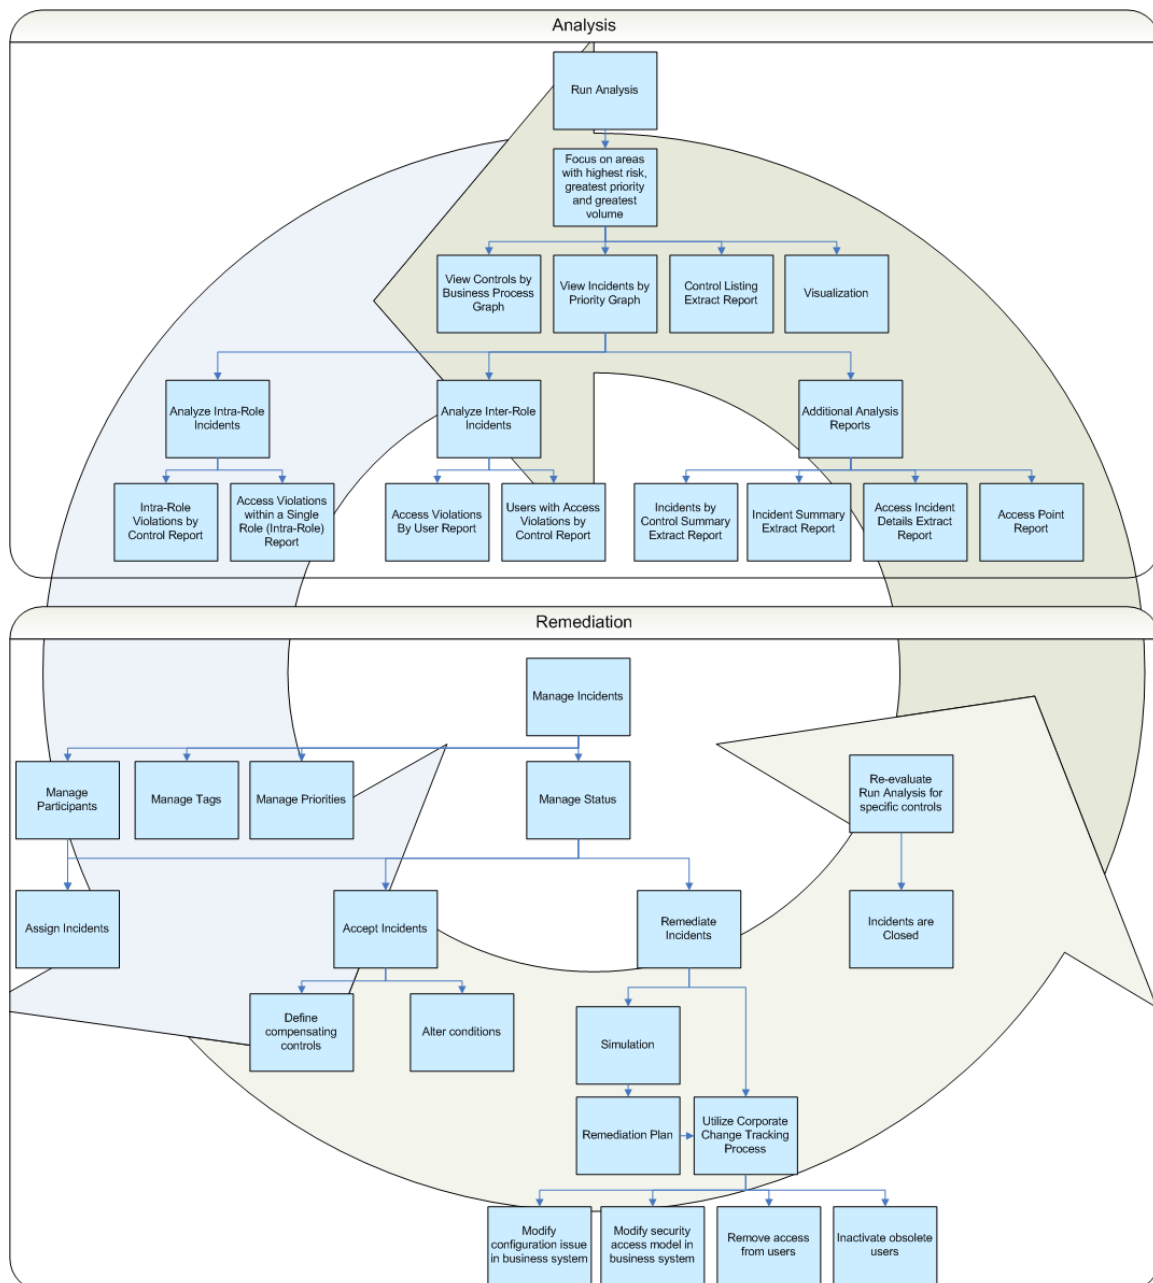 Analysis
Run Analysis
Focus on areas
with highest risk,
greatest priority
and greatest
volume
View Controls by
Business Process
Graph
View Incidents by
Priority Graph
Control Listing
Extract Report
Visualization
Analyze Intra-Role
Incidents
Analyze Inter-Role
Incidents
Additional Analysis
Reports
Intra-Role
Violations by
Control Report
Access Violations
within a Single
Role (Intra-Role)
Report
Access Violations
By User Report
Users with Access
Violations by
Control Report
Incidents by
Control Summary
Extract Report
Incident Summary
Extract Report
Access Incident
Details Extract
Report
Access Point
Report
Remediation
Manage Incidents
Manage
Participants
Manage Tags
Manage Priorities
Manage Status
Re-evaluate
Run Analysis for
specific controls
Assign Incidents
Accept Incidents
Remediate
Incidents
Incidents are
Closed
Define
compensating
controls
Alter conditions
Simulation
Remediation Plan
Utilize Corporate
Change Tracking
Process
Modify
configuration issue
in business system
Modify security
access model in
business system
Remove access
from users
Inactivate obsolete
users